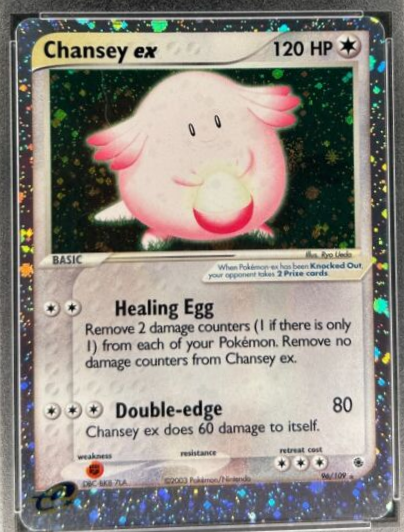 Chansey ex 120 HP
BASIC
Illus. Ryo Ueda
When Pokémon-ex has been Knocked Out
your opponent takes 2 Prize cards
Healing Egg
Remove 2 damage counters (1 if there is only
1) from each of your Pokémon. Remove no
damage counters from Chansey ex.
Double-edge 80
Chansey ex does 60 damage to itself.
weakness resistance retreat cost
©2003 Pokémon/Nintendo 96/109